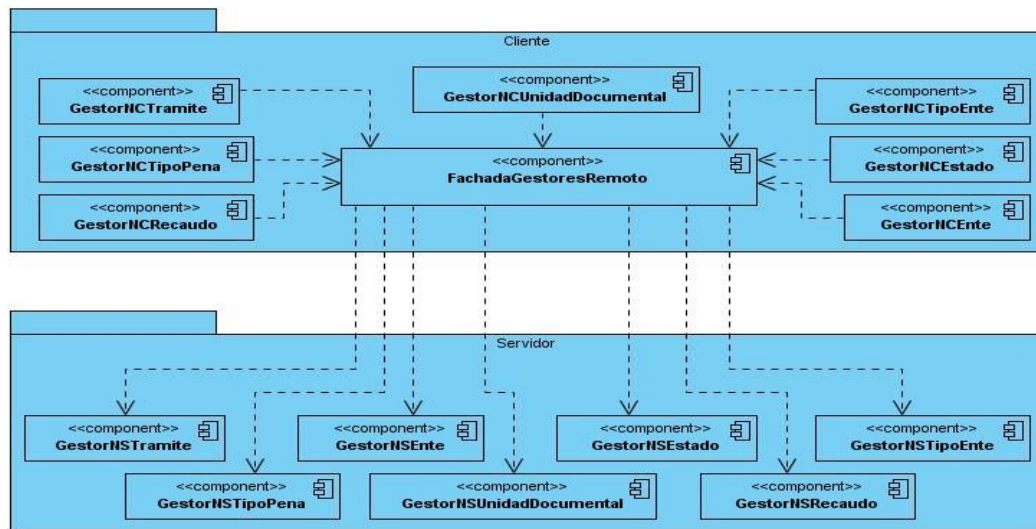 Cliente
<<component>>
GestorNCTramite
<<component>>
GestorNCUnidadDocumental
<<component>>
GestorNCTipoEnte
<<component>>
GestorNCTipoPena
<<component>>
FachadaGestoresRemoto
<<component>>
GestorNCEstado
<<component>>
GestorNCRecaudo
<<component>>
GestorNCEnte
Servidor
<<component>>
GestorNSTramite
<<component>>
GestorNSEnte
<<component>>
GestorNSEstado
<<component>>
GestorNSTipoEnte
<<component>>
GestorNSTipoPena
<<component>>
GestorNSUnidadDocumental
<<component>>
GestorNSRecaudo